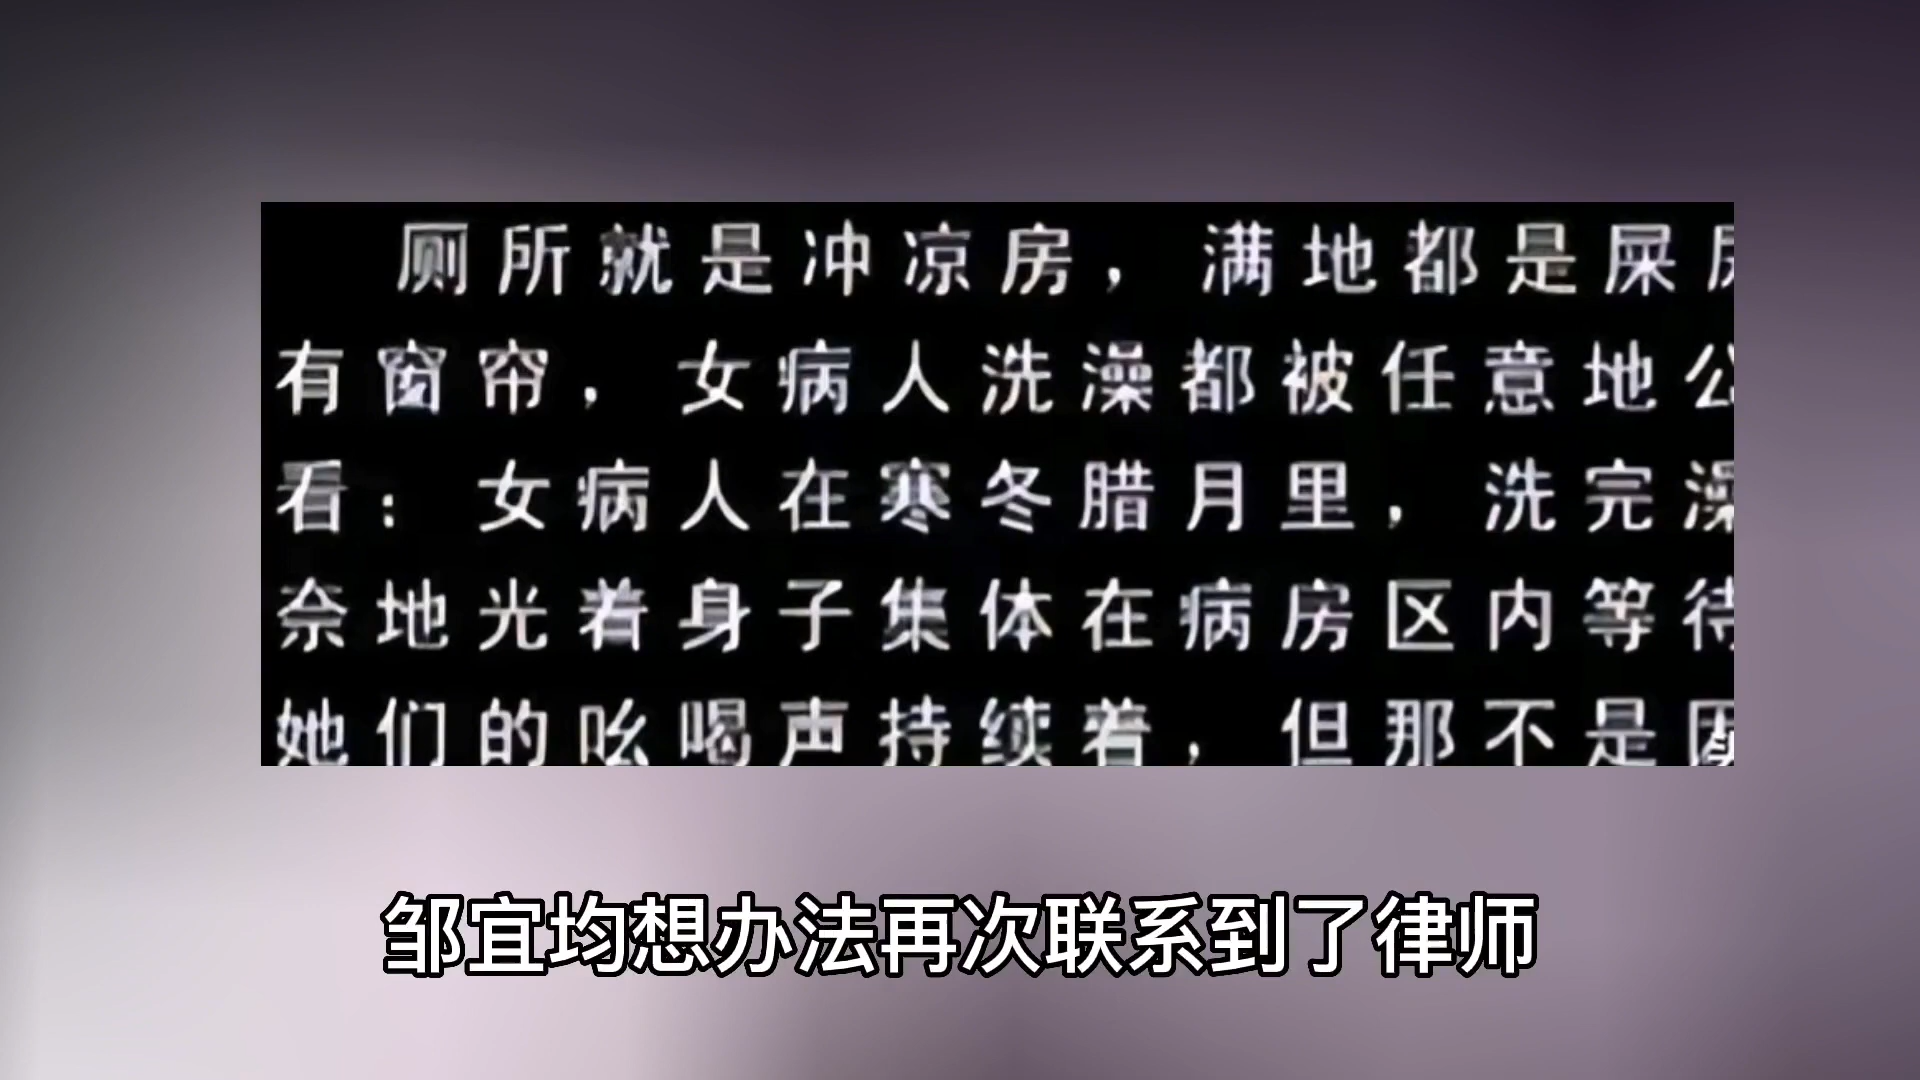 厕所就是冲凉房，满地都是屎
有窗帘，女病人洗澡都被任意地公
看：女病人在寒冬腊月里，洗完澡
奈地光着身子集体在病房区内等待
她们的吆喝声持续着，但那不是因
邹宜均想办法再次联系到了律师